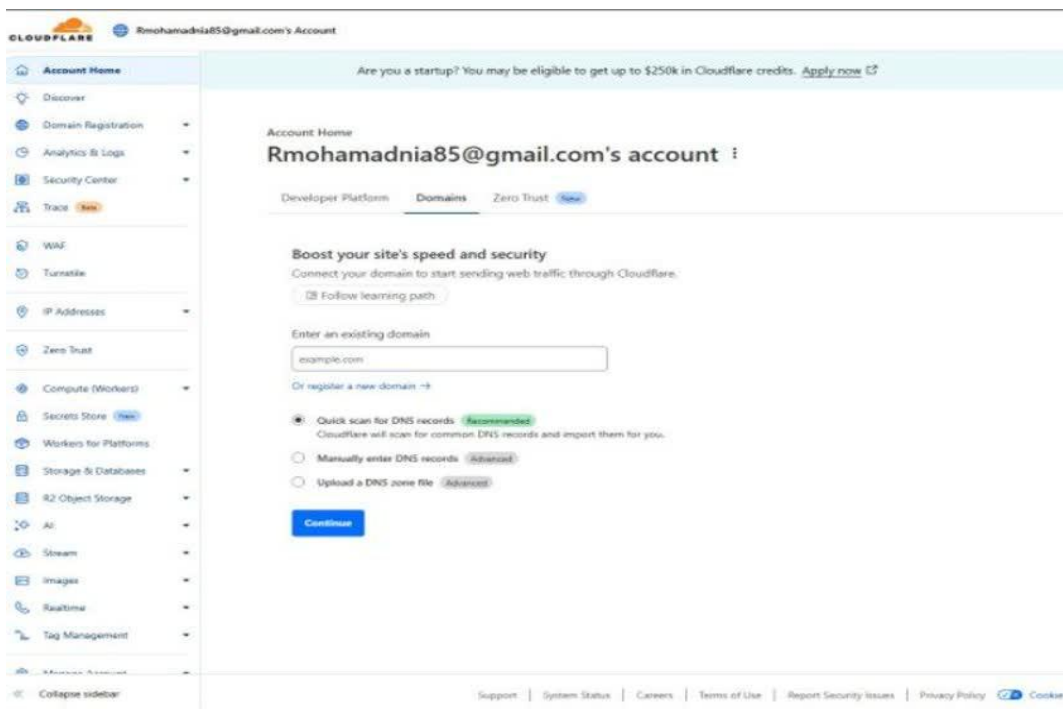 CLOUDFLARE
Rmohamadnia85@gmail.com's Account
Account Home
Discover
Domain Registration
Analytics & Logs
Security Center
Trace Beta
WAF
Turnstile
IP Addresses
Zero Trust
Compute (Workers)
Secrets Store New
Workers for Platforms
Storage & Databases
R2 Object Storage
AI
Stream
Images
Realtime
Tag Management
Manage Account
Collapse sidebar
Are you a startup? You may be eligible to get up to $250k in Cloudflare credits. Apply now
Account Home
Rmohamadnia85@gmail.com's account
Developer Platform Domains Zero Trust New
Boost your site's speed and security
Connect your domain to start sending web traffic through Cloudflare.
Follow learning path
Enter an existing domain
example.com
Or register a new domain →
Quick scan for DNS records Recommended
Cloudflare will scan for common DNS records and import them for you.
Manually enter DNS records Advanced
Upload a DNS zone file Advanced
Continue
Support | System Status | Careers | Terms of Use | Report Security Issues | Privacy Policy Cookie